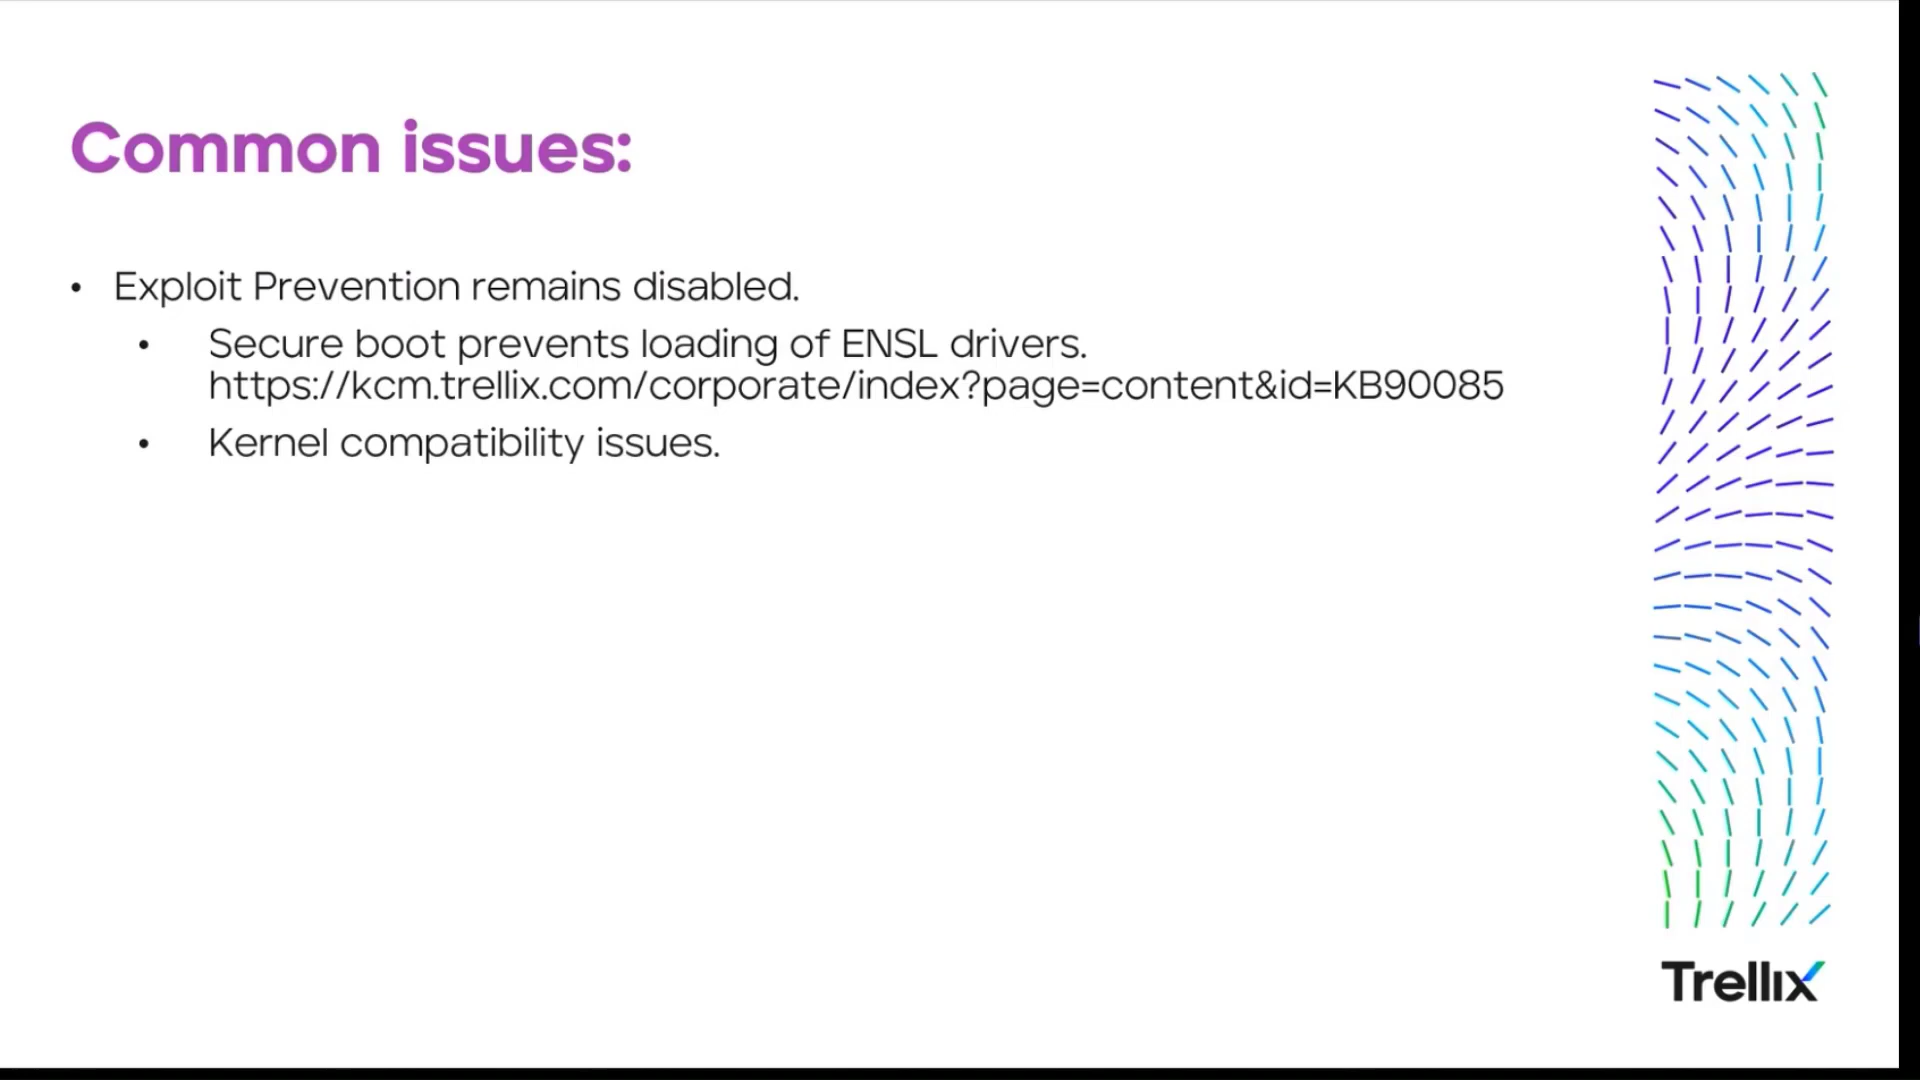 Common issues:
• Exploit Prevention remains disabled.
• Secure boot prevents loading of ENSL drivers.
https://kcm.trellix.com/corporate/index?page=content&id=KB90085
• Kernel compatibility issues.
Trellix